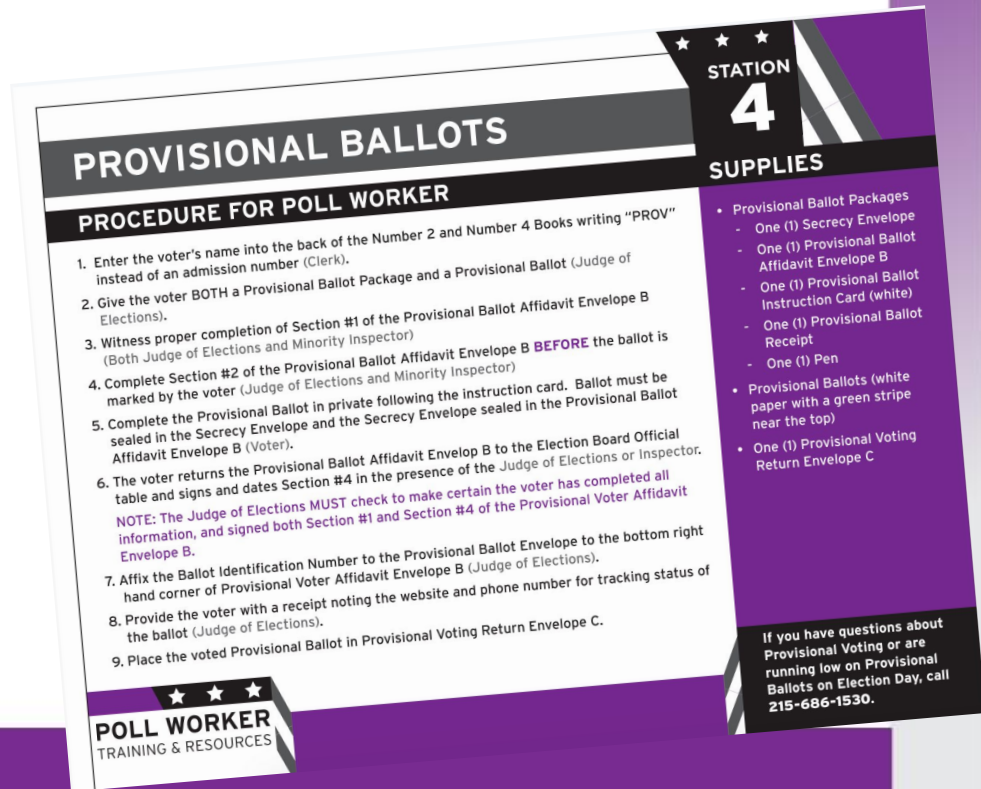 ★ ★ ★
STATION
4
PROVISIONAL BALLOTS
PROCEDURE FOR POLL WORKER
1. Enter the voter's name into the back of the Number 2 and Number 4 Books writing "PROV"
instead of an admission number (Clerk).
2. Give the voter BOTH a Provisional Ballot Package and a Provisional Ballot (Judge of
Elections).
3. Witness proper completion of Section #1 of the Provisional Ballot Affidavit Envelope B
(Both Judge of Elections and Minority Inspector)
4. Complete Section #2 of the Provisional Ballot Affidavit Envelope B BEFORE the ballot is
marked by the voter (Judge of Elections and Minority Inspector)
5. Complete the Provisional Ballot in private following the instruction card. Ballot must be
sealed in the Secrecy Envelope and the Secrecy Envelope sealed in the Provisional Ballot
Affidavit Envelope B (Voter).
6. The voter returns the Provisional Ballot Affidavit Envelop B to the Election Board Official
table and signs and dates Section #4 in the presence of the Judge of Elections or Inspector.
NOTE: The Judge of Elections MUST check to make certain the voter has completed all
information, and signed both Section #1 and Section #4 of the Provisional Voter Affidavit
Envelope B.
7. Affix the Ballot Identification Number to the Provisional Ballot Envelope to the bottom right
hand corner of Provisional Voter Affidavit Envelope B (Judge of Elections).
8. Provide the voter with a receipt noting the website and phone number for tracking status of
the ballot (Judge of Elections).
9. Place the voted Provisional Ballot in Provisional Voting Return Envelope C.
SUPPLIES
• Provisional Ballot Packages
- One (1) Secrecy Envelope
- One (1) Provisional Ballot
Affidavit Envelope B
- One (1) Provisional Ballot
Instruction Card (white)
- One (1) Provisional Ballot
Receipt
- One (1) Pen
• Provisional Ballots (white
paper with a green stripe
near the top)
• One (1) Provisional Voting
Return Envelope C
If you have questions about
Provisional Voting or are
running low on Provisional
Ballots on Election Day, call
215-686-1530.
★ ★ ★
POLL WORKER
TRAINING & RESOURCES